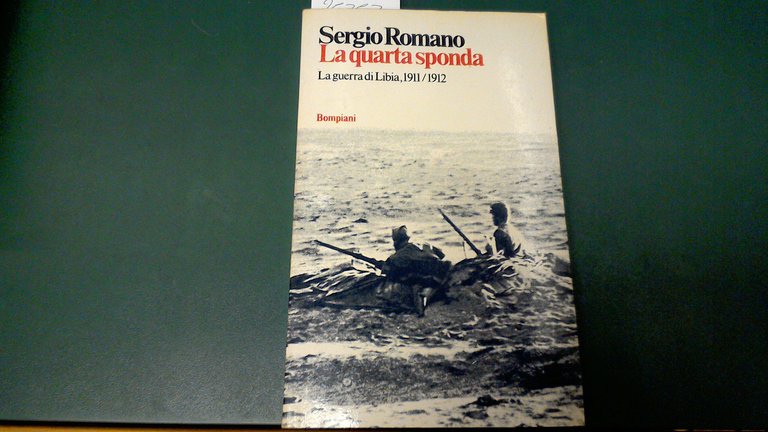 Sergio Romano
La quarta sponda
La guerra di Libia, 1911/1912
Bompiani